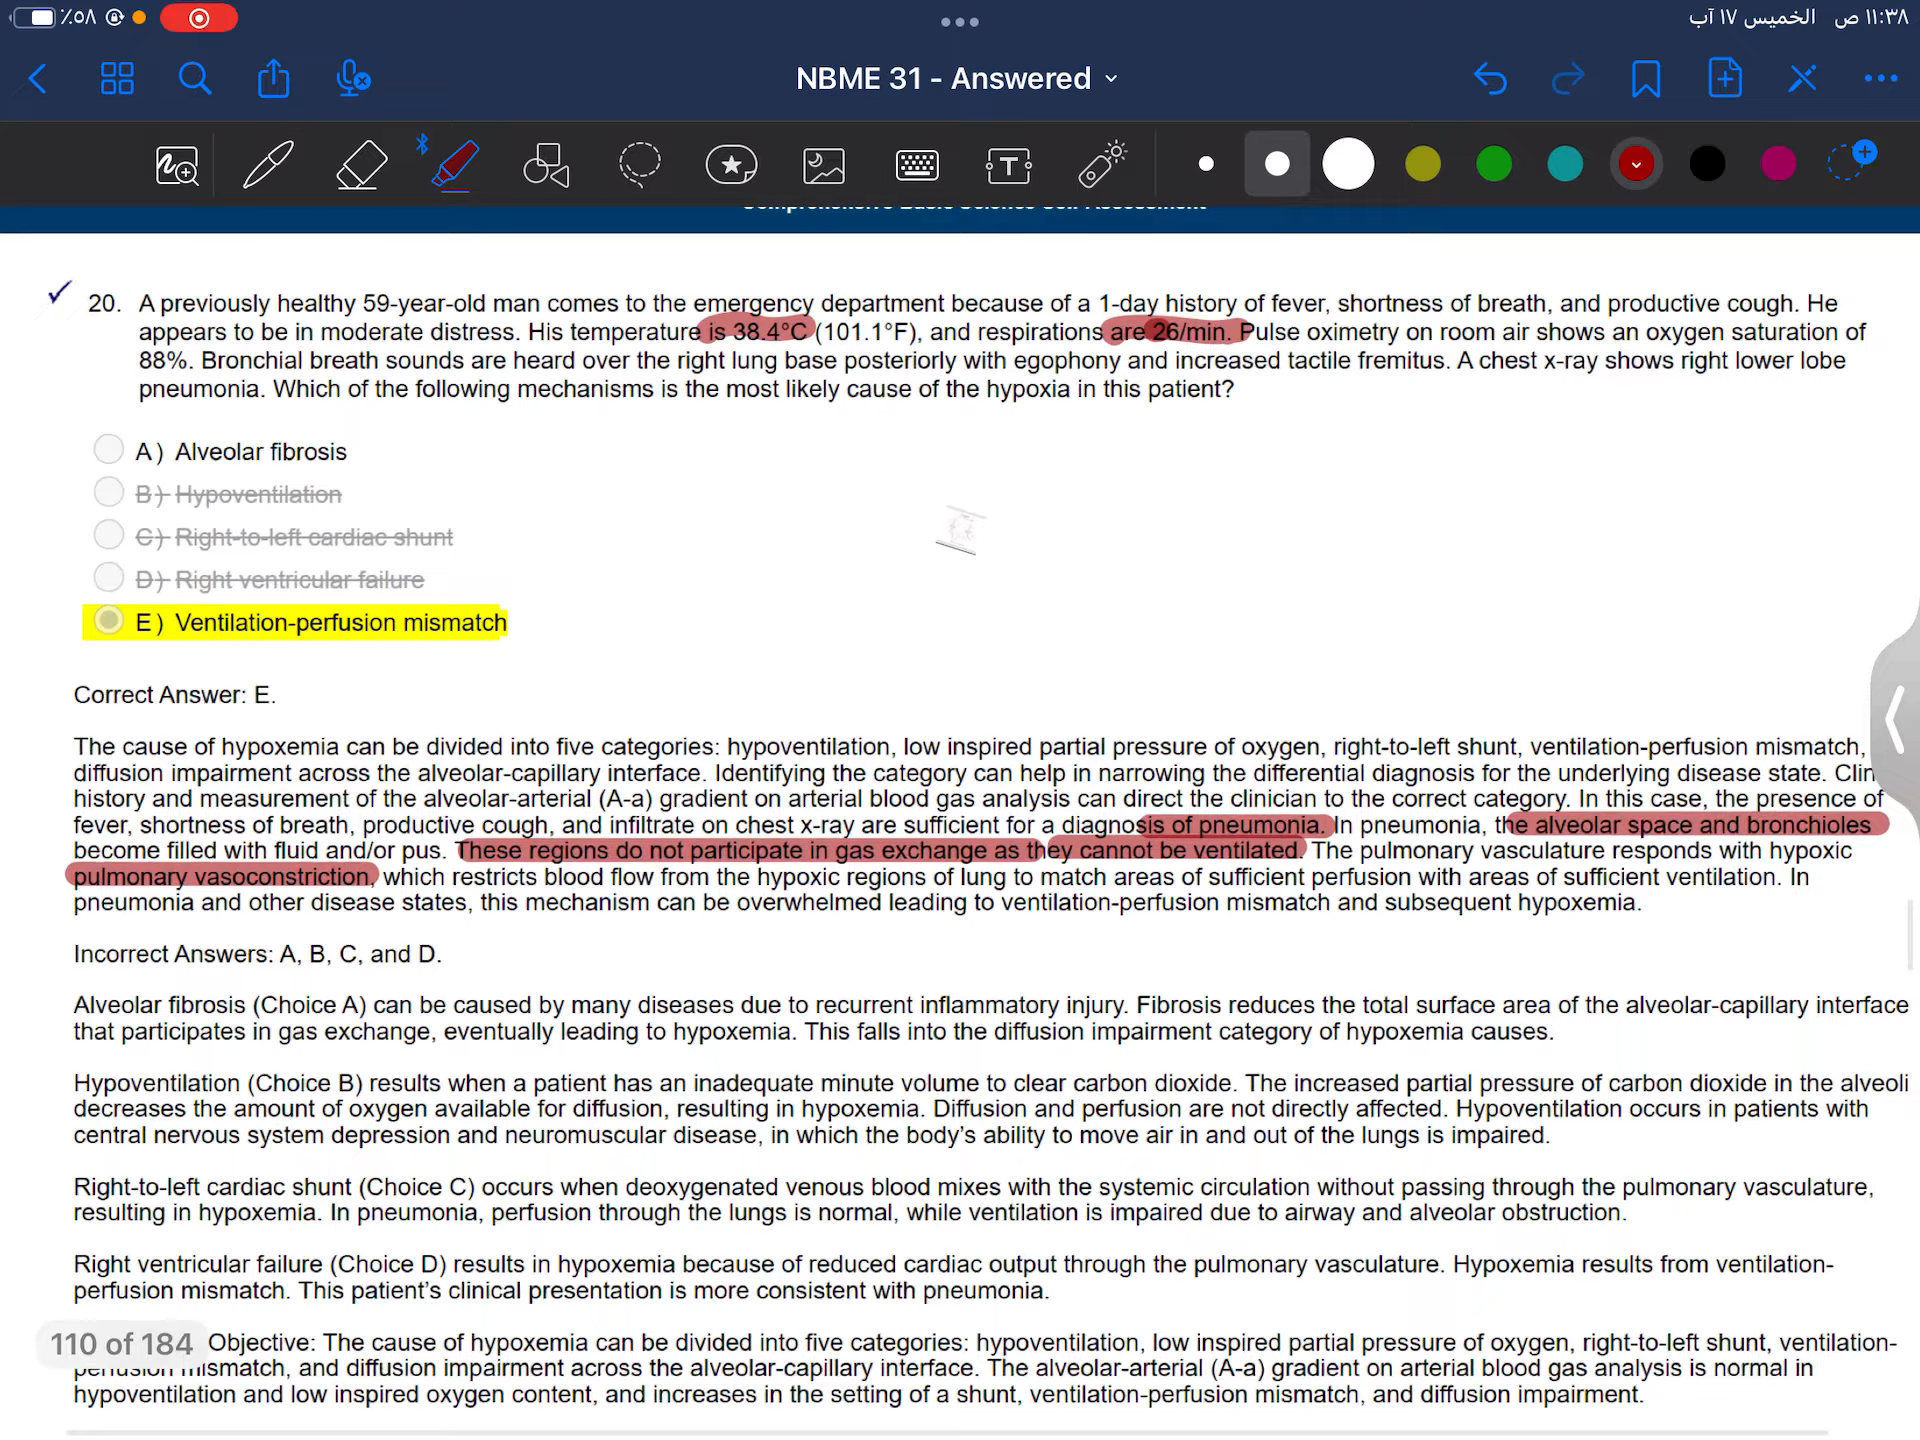 ٪٥٨
١١:٣٨ ص الخميس ١٧ آب
NBME 31 - Answered
T
Comprehensive Basic Science Self-Assessment
20. A previously healthy 59-year-old man comes to the emergency department because of a 1-day history of fever, shortness of breath, and productive cough. He
appears to be in moderate distress. His temperature is 38.4°C (101.1°F), and respirations are 26/min. Pulse oximetry on room air shows an oxygen saturation of
88%. Bronchial breath sounds are heard over the right lung base posteriorly with egophony and increased tactile fremitus. A chest x-ray shows right lower lobe
pneumonia. Which of the following mechanisms is the most likely cause of the hypoxia in this patient?
A) Alveolar fibrosis
B) Hypoventilation
C) Right-to-left cardiac shunt
D) Right ventricular failure
E) Ventilation-perfusion mismatch
Correct Answer: E.
The cause of hypoxemia can be divided into five categories: hypoventilation, low inspired partial pressure of oxygen, right-to-left shunt, ventilation-perfusion mismatch,
diffusion impairment across the alveolar-capillary interface. Identifying the category can help in narrowing the differential diagnosis for the underlying disease state. Clin
history and measurement of the alveolar-arterial (A-a) gradient on arterial blood gas analysis can direct the clinician to the correct category. In this case, the presence of
fever, shortness of breath, productive cough, and infiltrate on chest x-ray are sufficient for a diagnosis of pneumonia. In pneumonia, the alveolar space and bronchioles
become filled with fluid and/or pus. These regions do not participate in gas exchange as they cannot be ventilated. The pulmonary vasculature responds with hypoxic
pulmonary vasoconstriction, which restricts blood flow from the hypoxic regions of lung to match areas of sufficient perfusion with areas of sufficient ventilation. In
pneumonia and other disease states, this mechanism can be overwhelmed leading to ventilation-perfusion mismatch and subsequent hypoxemia.
Incorrect Answers: A, B, C, and D.
Alveolar fibrosis (Choice A) can be caused by many diseases due to recurrent inflammatory injury. Fibrosis reduces the total surface area of the alveolar-capillary interface
that participates in gas exchange, eventually leading to hypoxemia. This falls into the diffusion impairment category of hypoxemia causes.
Hypoventilation (Choice B) results when a patient has an inadequate minute volume to clear carbon dioxide. The increased partial pressure of carbon dioxide in the alveoli
decreases the amount of oxygen available for diffusion, resulting in hypoxemia. Diffusion and perfusion are not directly affected. Hypoventilation occurs in patients with
central nervous system depression and neuromuscular disease, in which the body's ability to move air in and out of the lungs is impaired.
Right-to-left cardiac shunt (Choice C) occurs when deoxygenated venous blood mixes with the systemic circulation without passing through the pulmonary vasculature,
resulting in hypoxemia. In pneumonia, perfusion through the lungs is normal, while ventilation is impaired due to airway and alveolar obstruction.
Right ventricular failure (Choice D) results in hypoxemia because of reduced cardiac output through the pulmonary vasculature. Hypoxemia results from ventilation-
perfusion mismatch. This patient's clinical presentation is more consistent with pneumonia.
110 of 184
Objective: The cause of hypoxemia can be divided into five categories: hypoventilation, low inspired partial pressure of oxygen, right-to-left shunt, ventilation-
perfusion mismatch, and diffusion impairment across the alveolar-capillary interface. The alveolar-arterial (A-a) gradient on arterial blood gas analysis is normal in
hypoventilation and low inspired oxygen content, and increases in the setting of a shunt, ventilation-perfusion mismatch, and diffusion impairment.